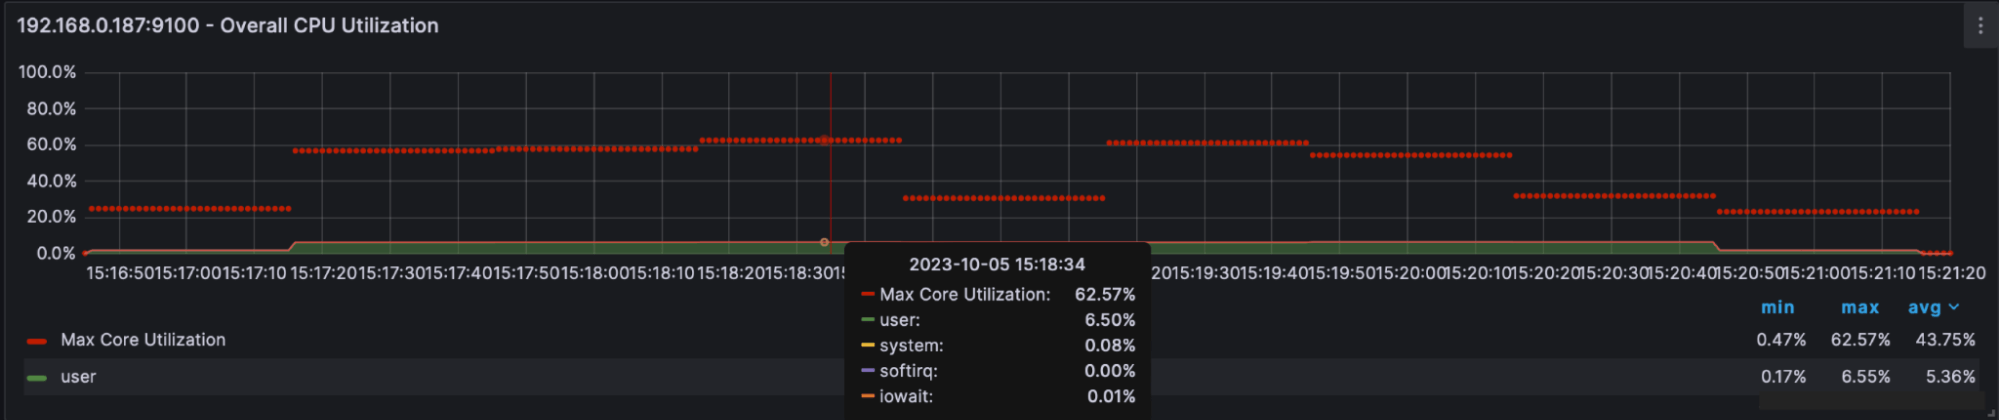 192.168.0.187:9100 - Overall CPU Utilization
100.0%
80.0%
60.0%
40.0%
20.0%
0.0%
15:16:50 15:17:00 15:17:10 15:17:20 15:17:30 15:17:40 15:17:50 15:18:00 15:18:10 15:18:20 15:18:30 15 20 15:19:30 15:19:40 15:19:50 15:20:00 15:20:10 15:20:20 15:20:30 15:20:40 15:20:50 15:21:00 15:21:10 15:21:20
2023-10-05 15:18:34
Max Core Utilization: 62.57%
user: 6.50%
system: 0.08%
softirq: 0.00%
iowait: 0.01%
min max avg
Max Core Utilization 0.47% 62.57% 43.75%
user 0.17% 6.55% 5.36%